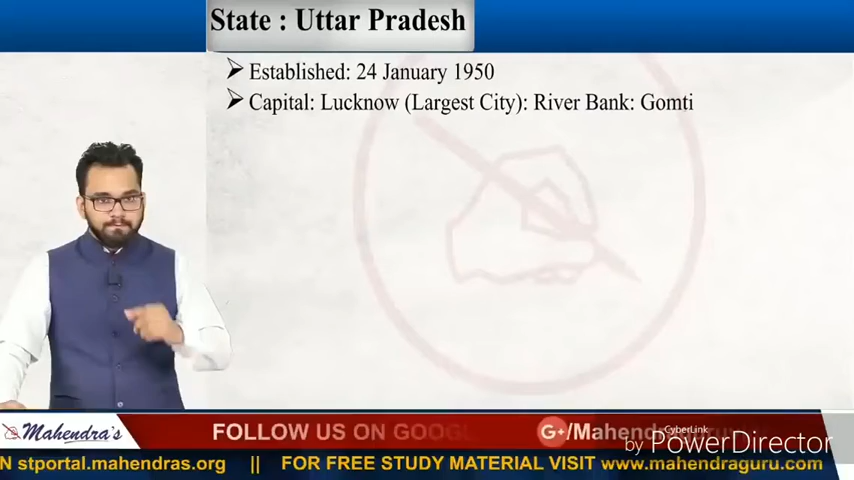 State : Uttar Pradesh
Established: 24 January 1950
Capital: Lucknow (Largest City): River Bank: Gomti
Mahendra's
FOLLOW US ON GOOG
G+/Mahend
CyberLink
by PowerDirector
N stportal.mahendras.org || FOR FREE STUDY MATERIAL VISIT www.mahendraguru.com